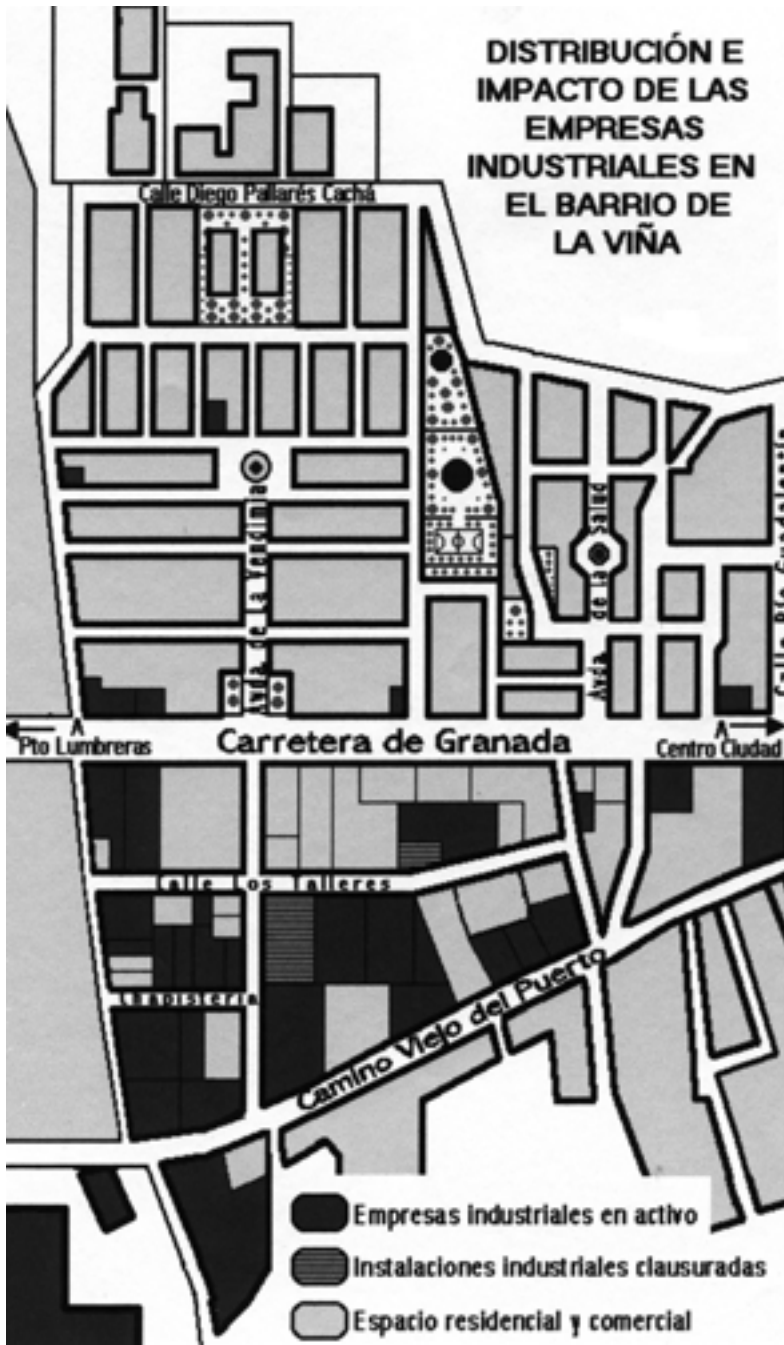 DISTRIBUCIÓN E
IMPACTO DE LAS
EMPRESAS
INDUSTRIALES EN
EL BARRIO DE
LA VIÑA
Calle Diego Pallarés Cachá
Avda. de La Vendimia
Avda. de la Salud
Pto Lumbreras
Carretera de Granada
Centro Ciudad
Calle Los Talleres
Chapistería
Camino Viejo del Puerto
Empresas industriales en activo
Instalaciones industriales clausuradas
Espacio residencial y comercial